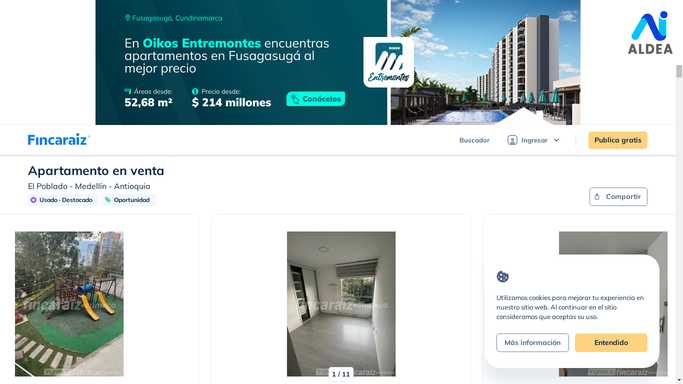 Fusagasugá, Cundinamarca
En Oikos Entremontes encuentras
apartamentos en Fusagasugá al
mejor precio
Áreas desde:
52,68 m²
Precio desde:
$ 214 millones
Conócelos
Entremontes
ALDEA
Fincaraiz
Buscador
Ingresar
Publica gratis
Apartamento en venta
El Poblado - Medellín - Antioquia
Usado · Destacado
Oportunidad
Compartir
fincaraiz
fincaraiz
1 / 11
Utilizamos cookies para mejorar tu experiencia en
nuestro sitio web. Al continuar en el sitio
consideramos que aceptas su uso.
Más información
Entendido